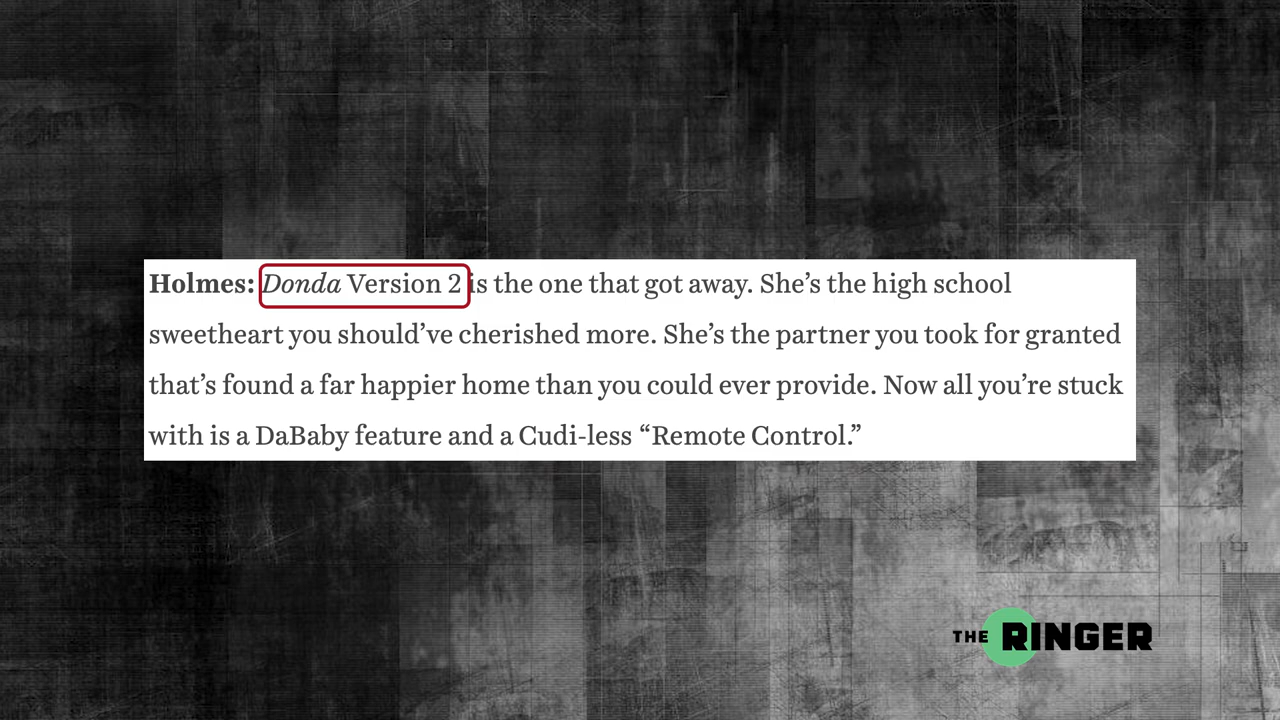 Holmes: Donda Version 2 is the one that got away. She’s the high school
sweetheart you should’ve cherished more. She’s the partner you took for granted
that’s found a far happier home than you could ever provide. Now all you’re stuck
with is a DaBaby feature and a Cudi-less “Remote Control.”
THE RINGER